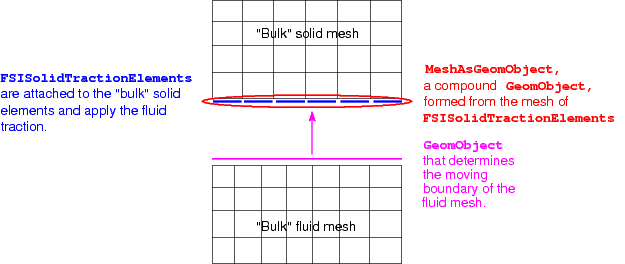 "Bulk" solid mesh
FSISolidTractionElements
are attached to the "bulk" solid
elements and apply the fluid
traction.
MeshAsGeomObject,
a compound GeomObject,
formed from the mesh of
FSISolidTractionElements
GeomObject
that determines
the moving
boundary of the
fluid mesh.
"Bulk" fluid mesh